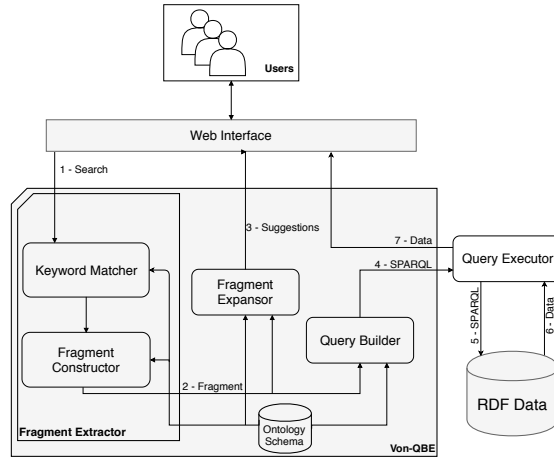 Users
Web Interface
1 - Search
3 - Suggestions
7 - Data
4 - SPARQL
Keyword Matcher
Fragment
Expansor
Query Executor
Fragment
Constructor
Query Builder
5 - SPARQL
6 - Data
2 - Fragment
RDF Data
Ontology
Schema
Fragment Extractor
Von-QBE